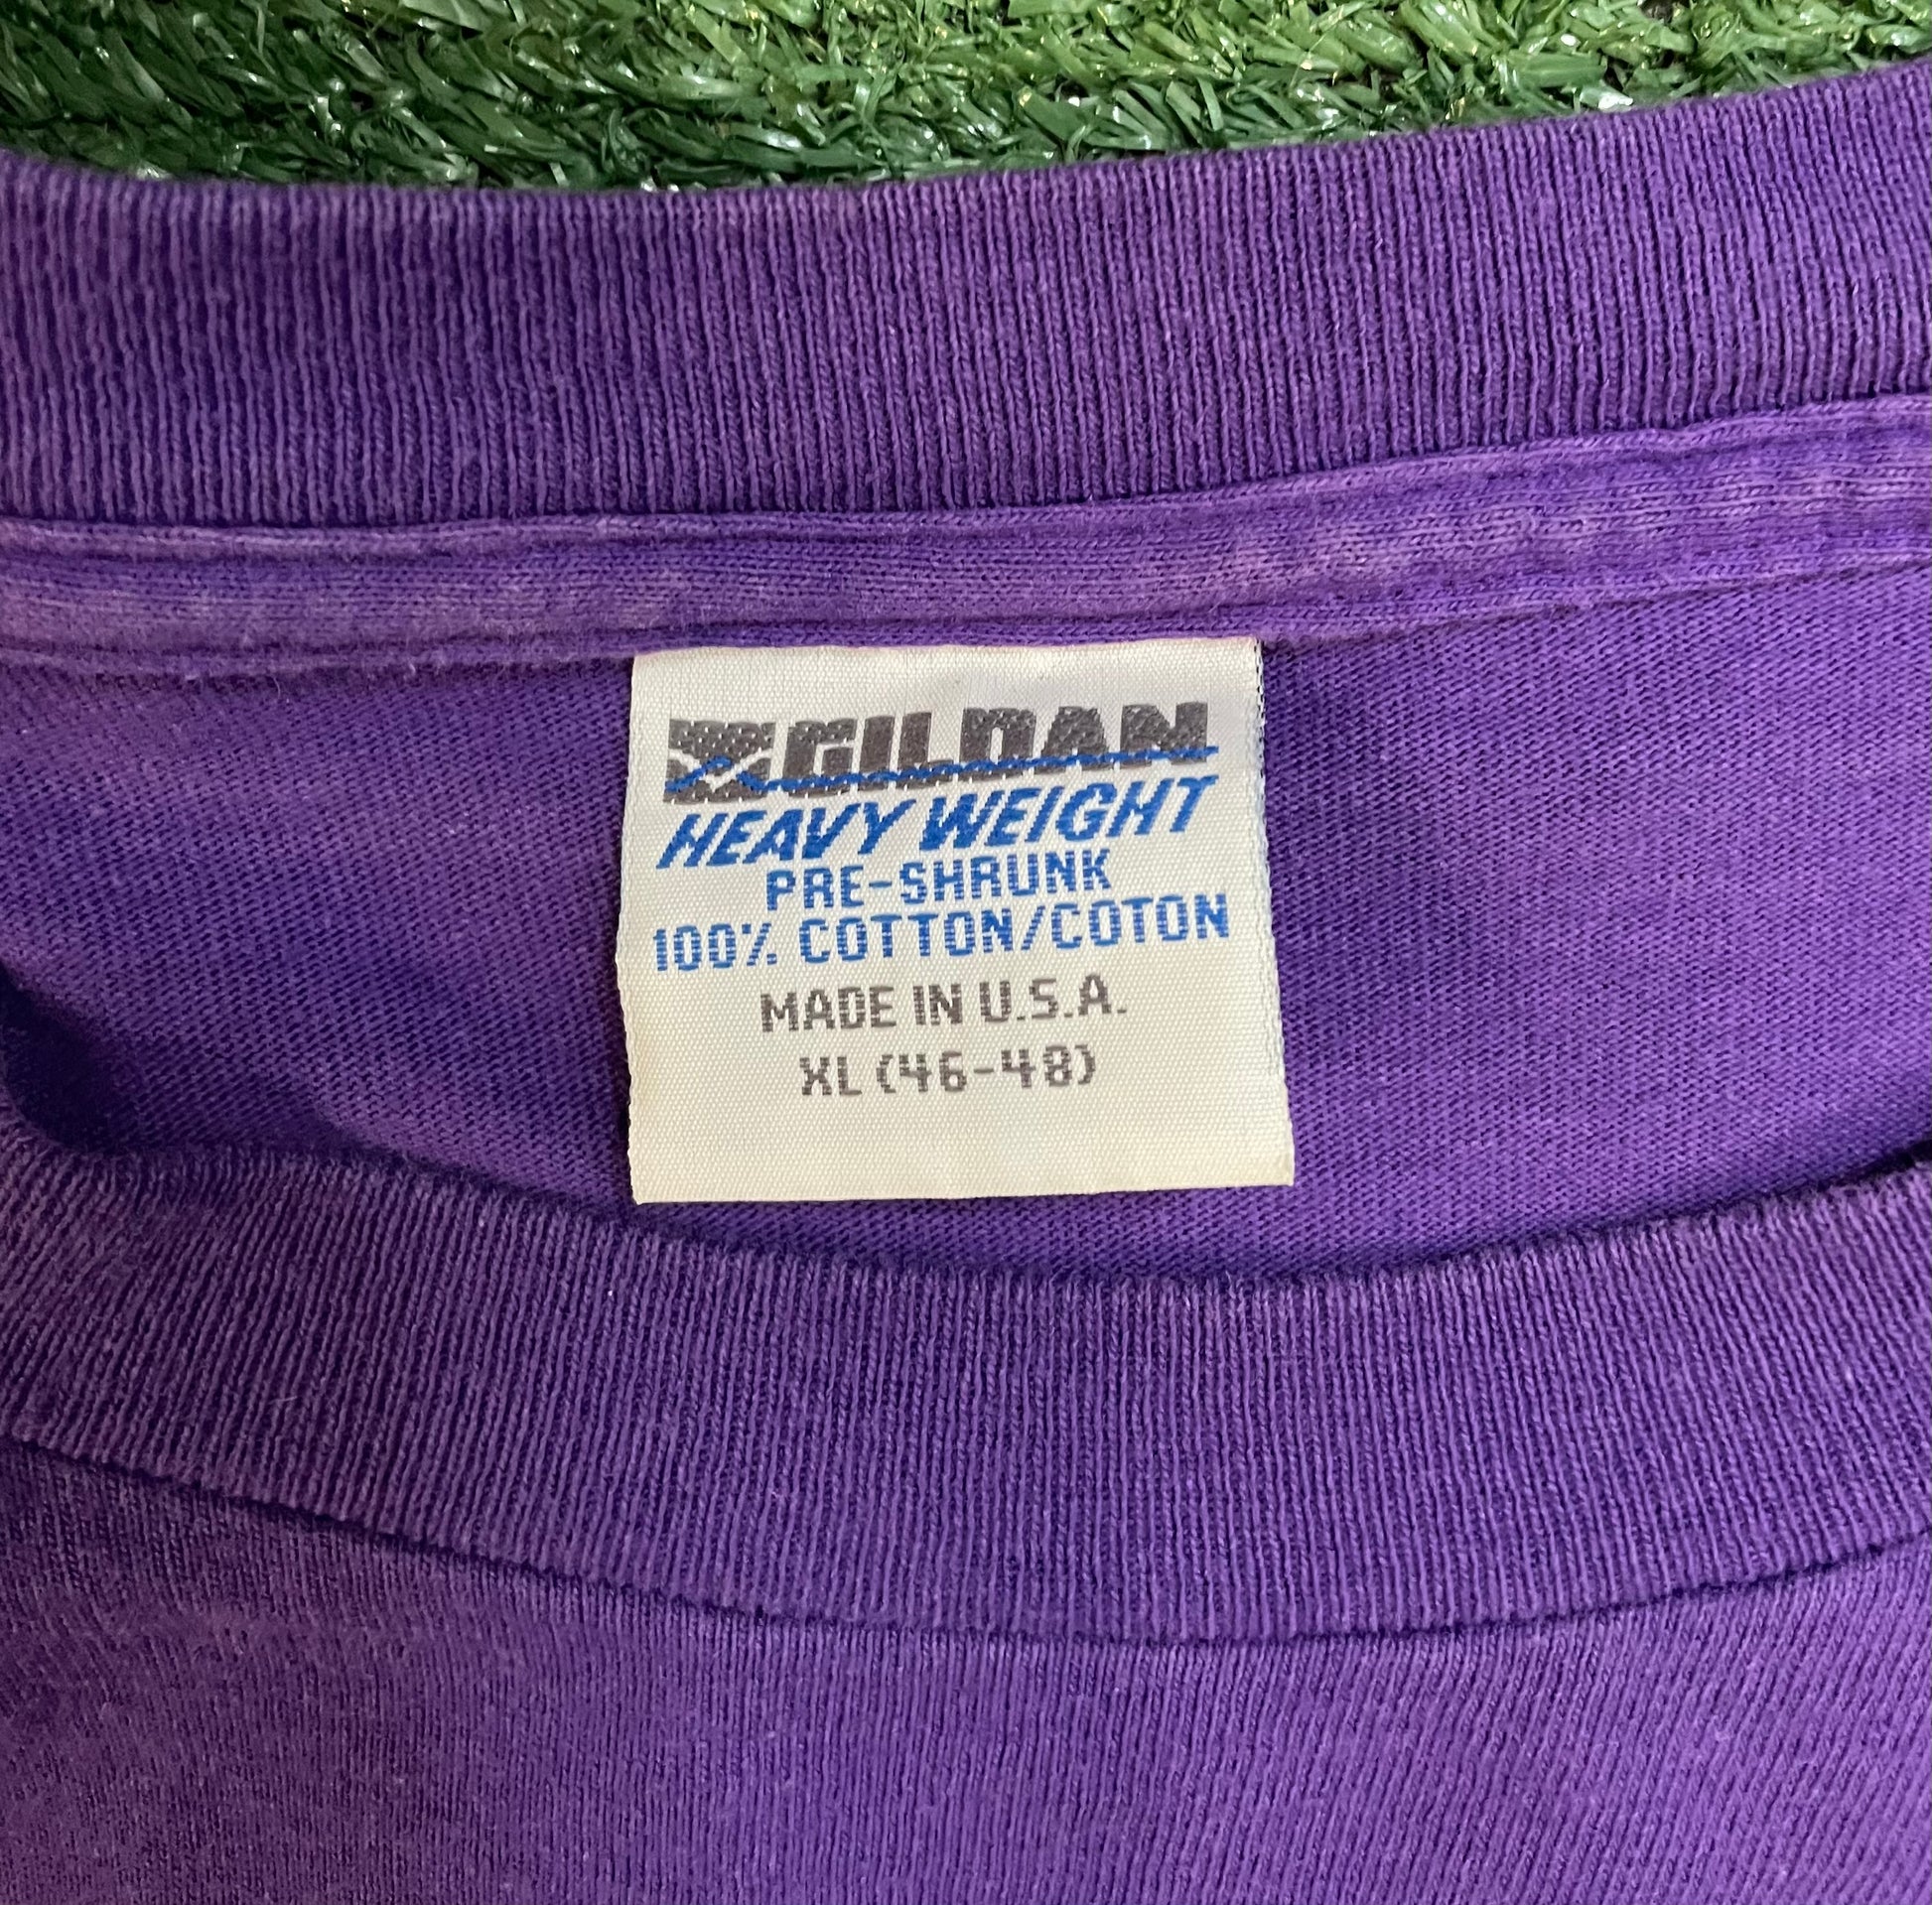 GILDAN
HEAVY WEIGHT
PRE-SHRUNK
100% COTTON/COTON
MADE IN U.S.A.
XL (46-48)